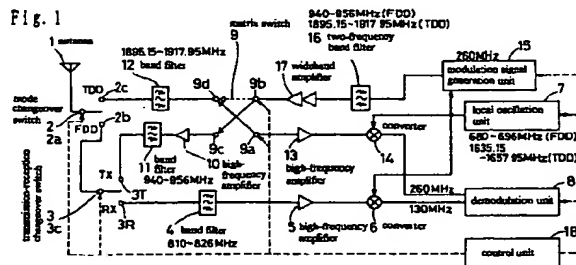 Fig. 1
1 antenna
mode changeover switch
2
2a
TDD
2c
FDD
2b
transmission-reception changeover switch
3
3c
TX
3T
RX
3R
1895.15~1917.95MHz
12 band filter
matrix switch
9
9d
9b
9c
9a
11
band filter
940~956MHz
10 high-frequency amplifier
4 band filter
810~826MHz
940~956MHz(FDD)
1895.15~1917.95MHz(TDD)
16 two-frequency band filter
17 wideband amplifier
13 high-frequency amplifier
converter
14
5 high-frequency amplifier
6 converter
260MHz
15
modulation signal generation unit
7
local oscillation unit
680~696MHz(FDD)
1635.15~1657.95MHz(TDD)
260MHz
130MHz
8
demodulation unit
18
control unit